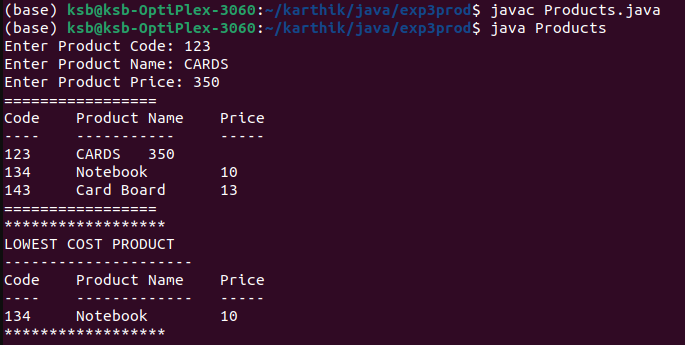 (base) ksb@ksb-OptiPlex-3060:~/karthik/java/exp3prod$ javac Products.java
(base) ksb@ksb-OptiPlex-3060:~/karthik/java/exp3prod$ java Products
Enter Product Code: 123
Enter Product Name: CARDS
Enter Product Price: 350
=================
Code    Product Name    Price
----    -----------     -----
123     CARDS   350
134     Notebook        10
143     Card Board      13
=================
******************
LOWEST COST PRODUCT
---------------------
Code    Product Name    Price
----    -------------   -----
134     Notebook        10
******************